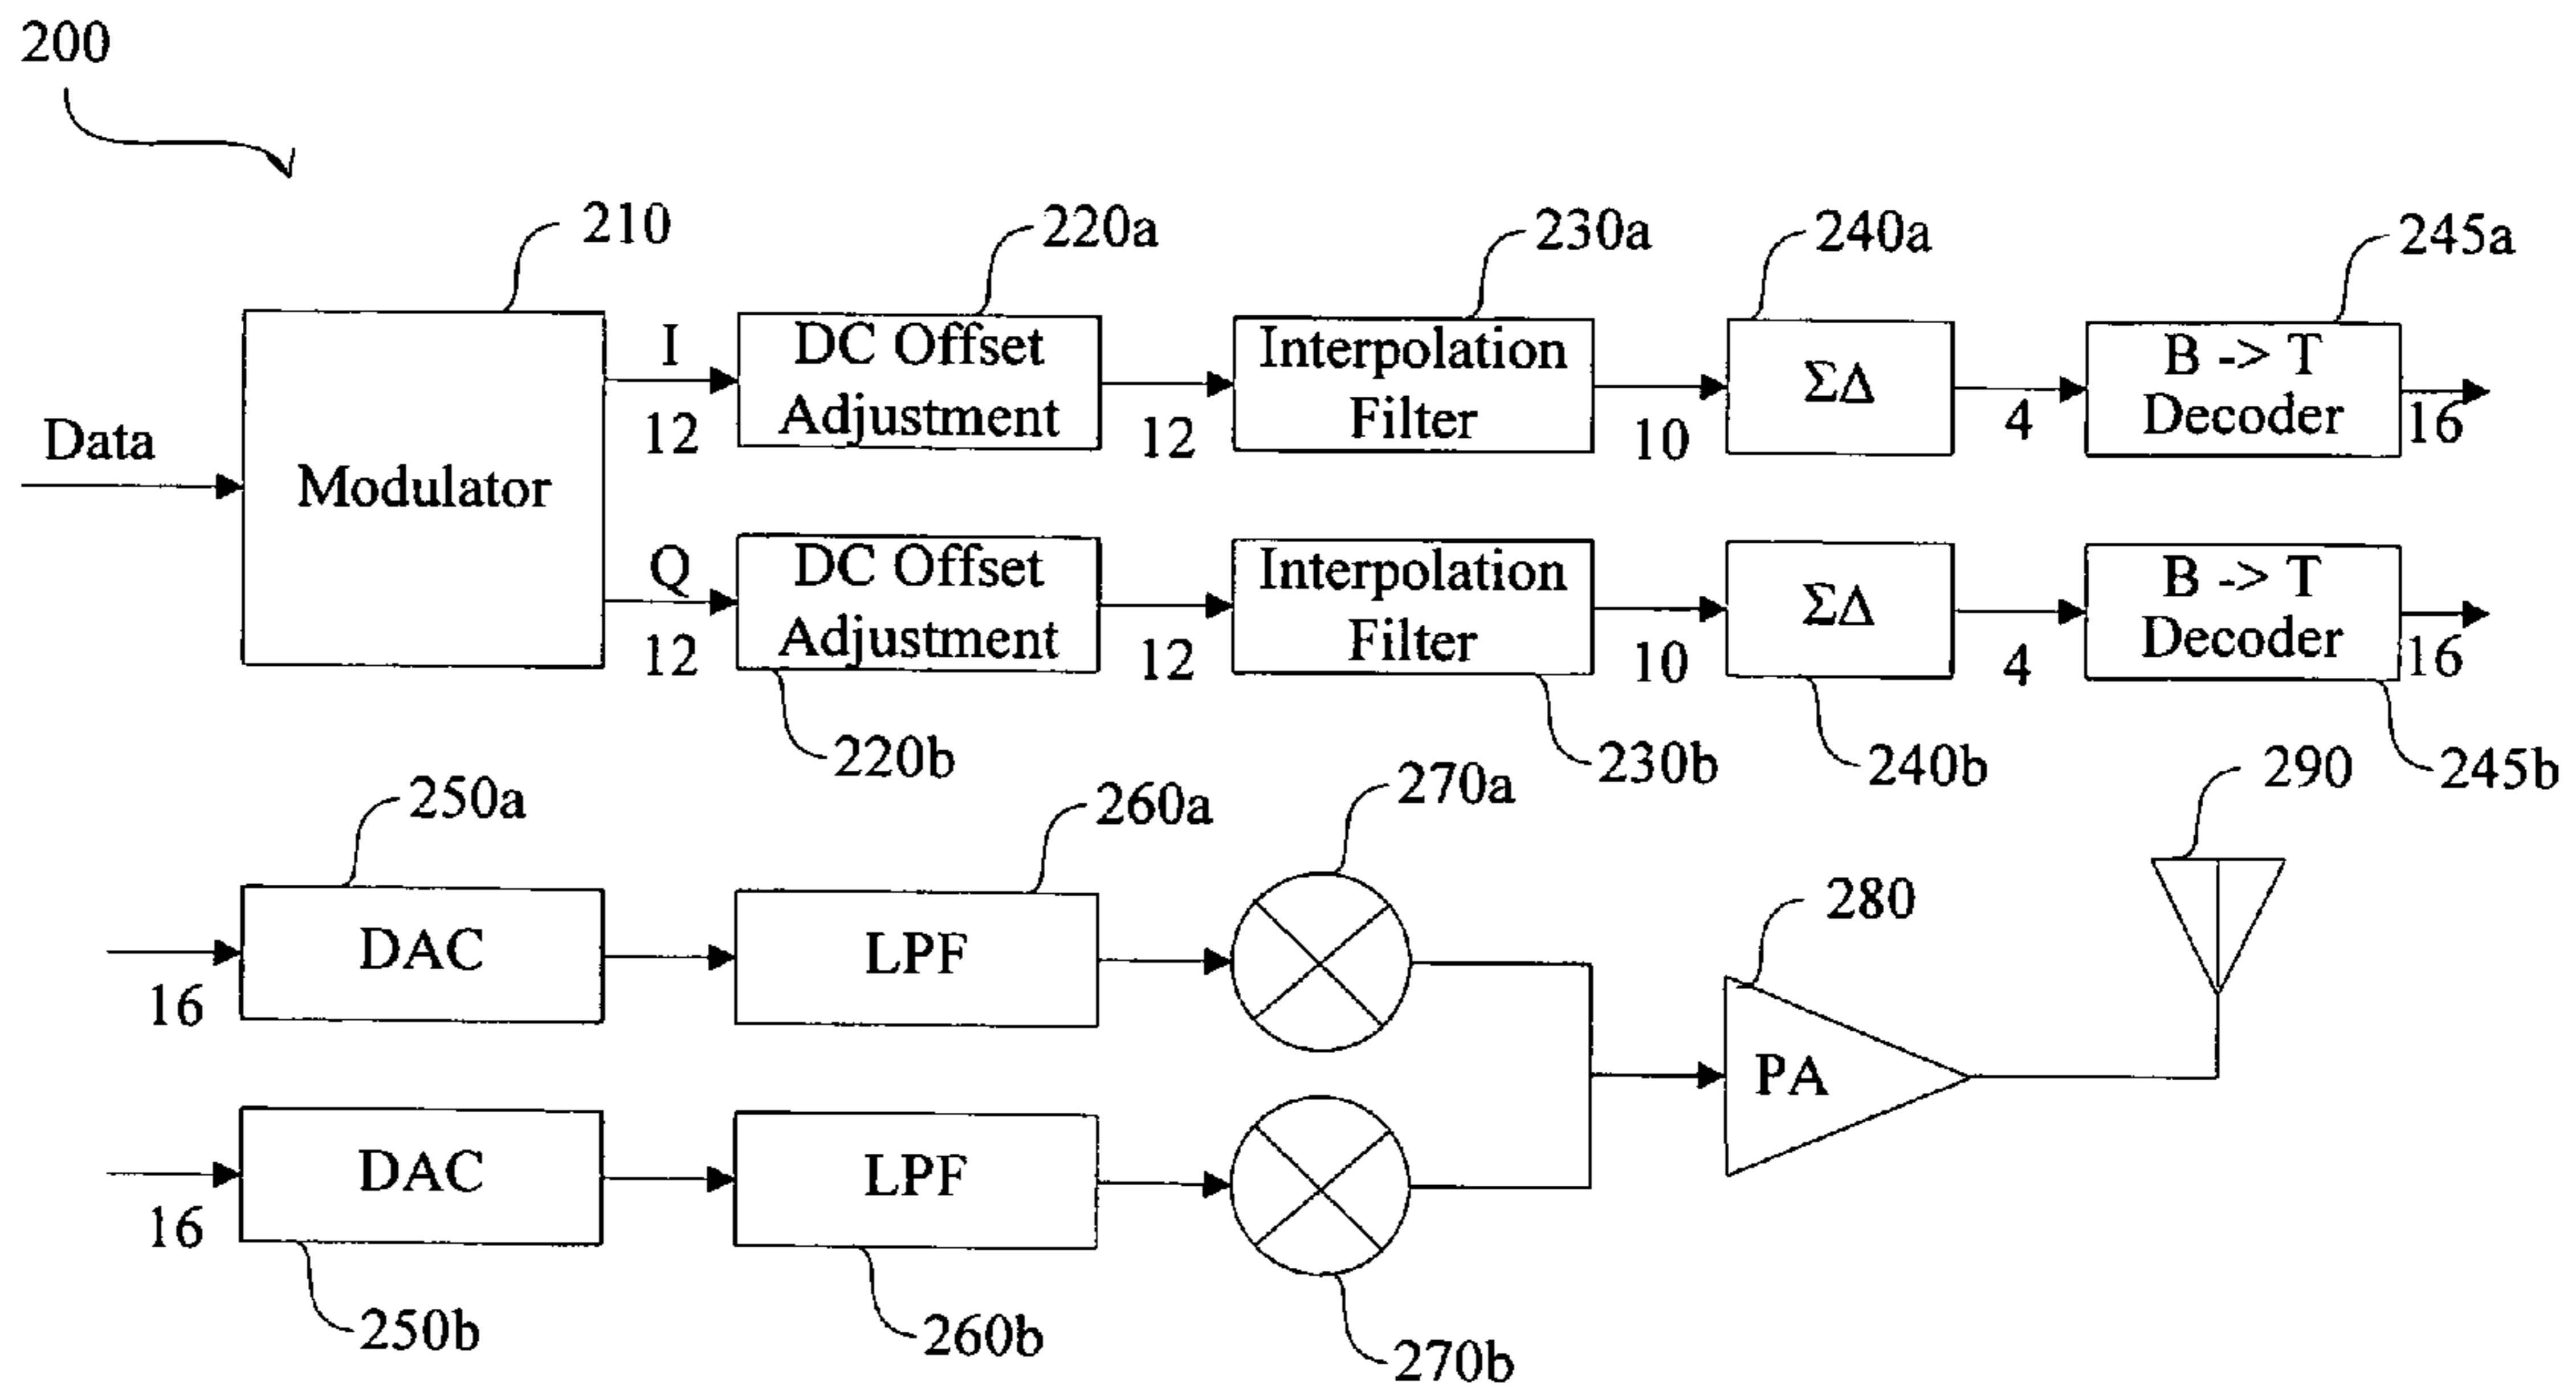 200
210
220a
230a
240a
245a
I
DC Offset
Adjustment
Interpolation
Filter
ΣΔ
B -> T
Decoder
12
12
10
4
16
Data
Modulator
Q
DC Offset
Adjustment
Interpolation
Filter
ΣΔ
B -> T
Decoder
12
12
10
4
16
220b
230b
240b
245b
250a
260a
270a
280
290
DAC
LPF
16
PA
DAC
LPF
16
250b
260b
270b